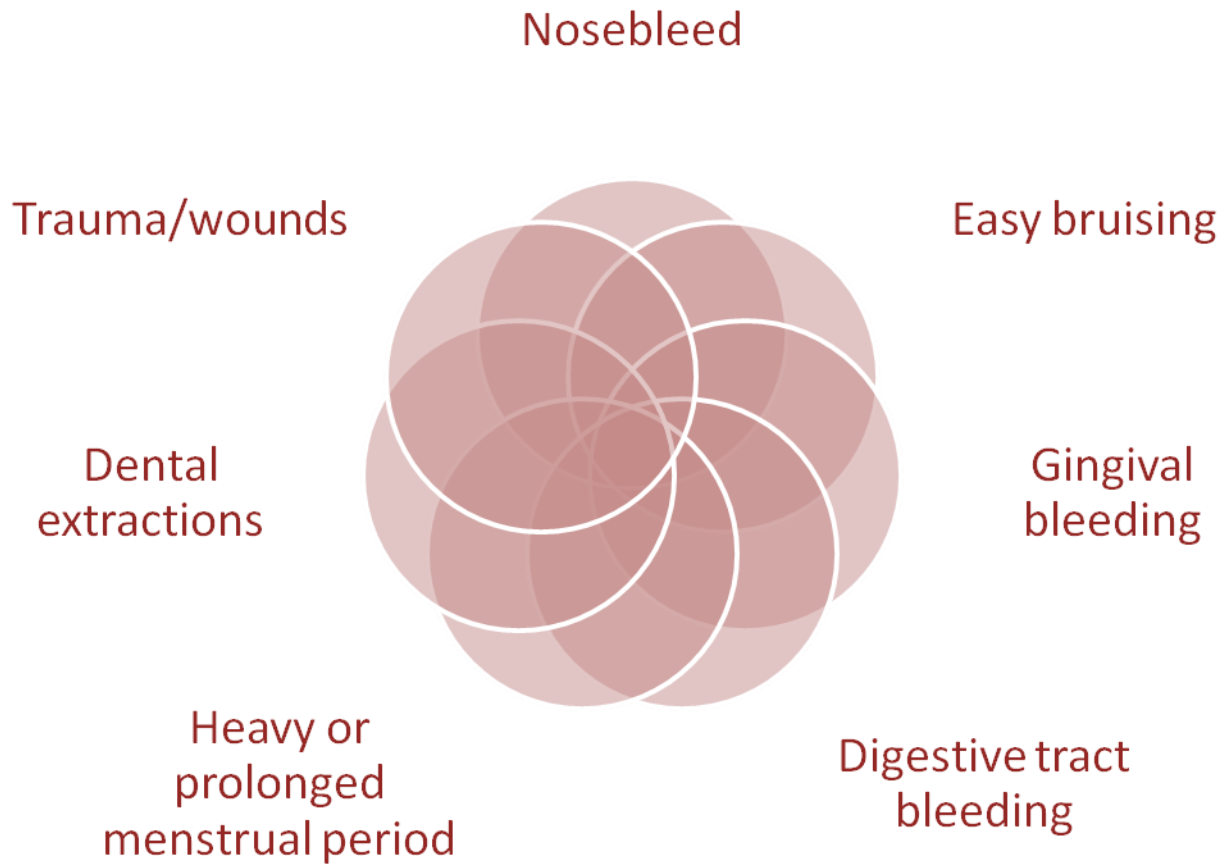 Nosebleed
Trauma/wounds
Easy bruising
Dental
extractions
Gingival
bleeding
Heavy or
prolonged
menstrual period
Digestive tract
bleeding